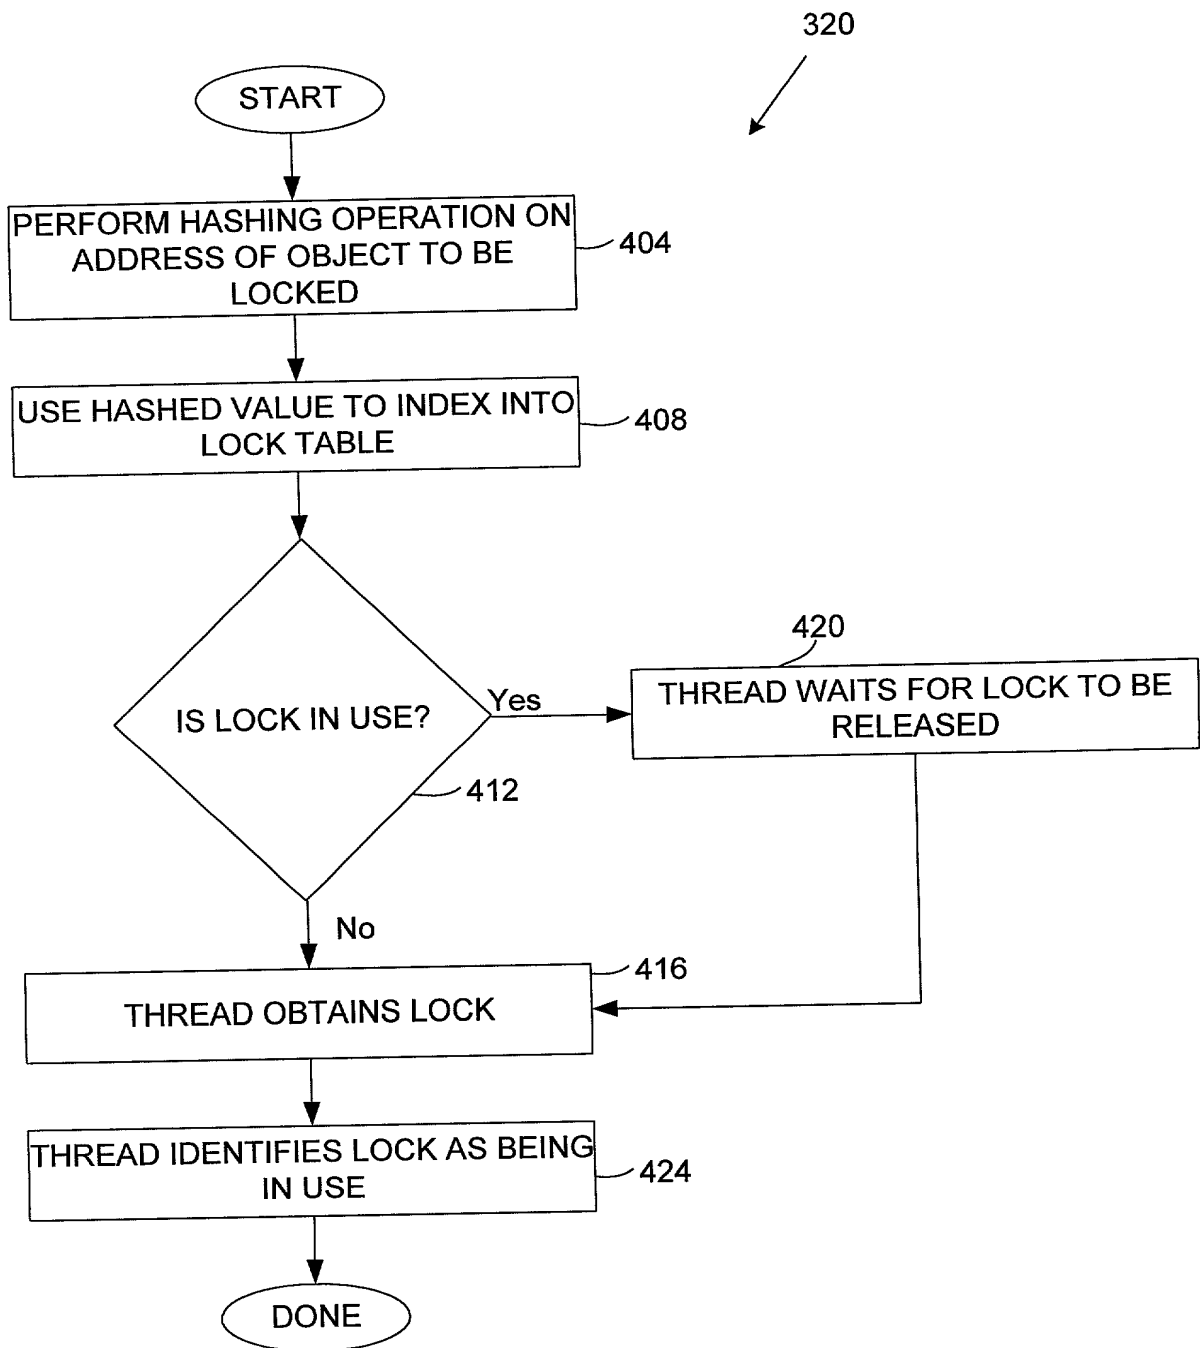 320
START
PERFORM HASHING OPERATION ON
ADDRESS OF OBJECT TO BE
LOCKED
404
USE HASHED VALUE TO INDEX INTO
LOCK TABLE
408
IS LOCK IN USE?
Yes
412
420
THREAD WAITS FOR LOCK TO BE
RELEASED
No
416
THREAD OBTAINS LOCK
THREAD IDENTIFIES LOCK AS BEING
IN USE
424
DONE